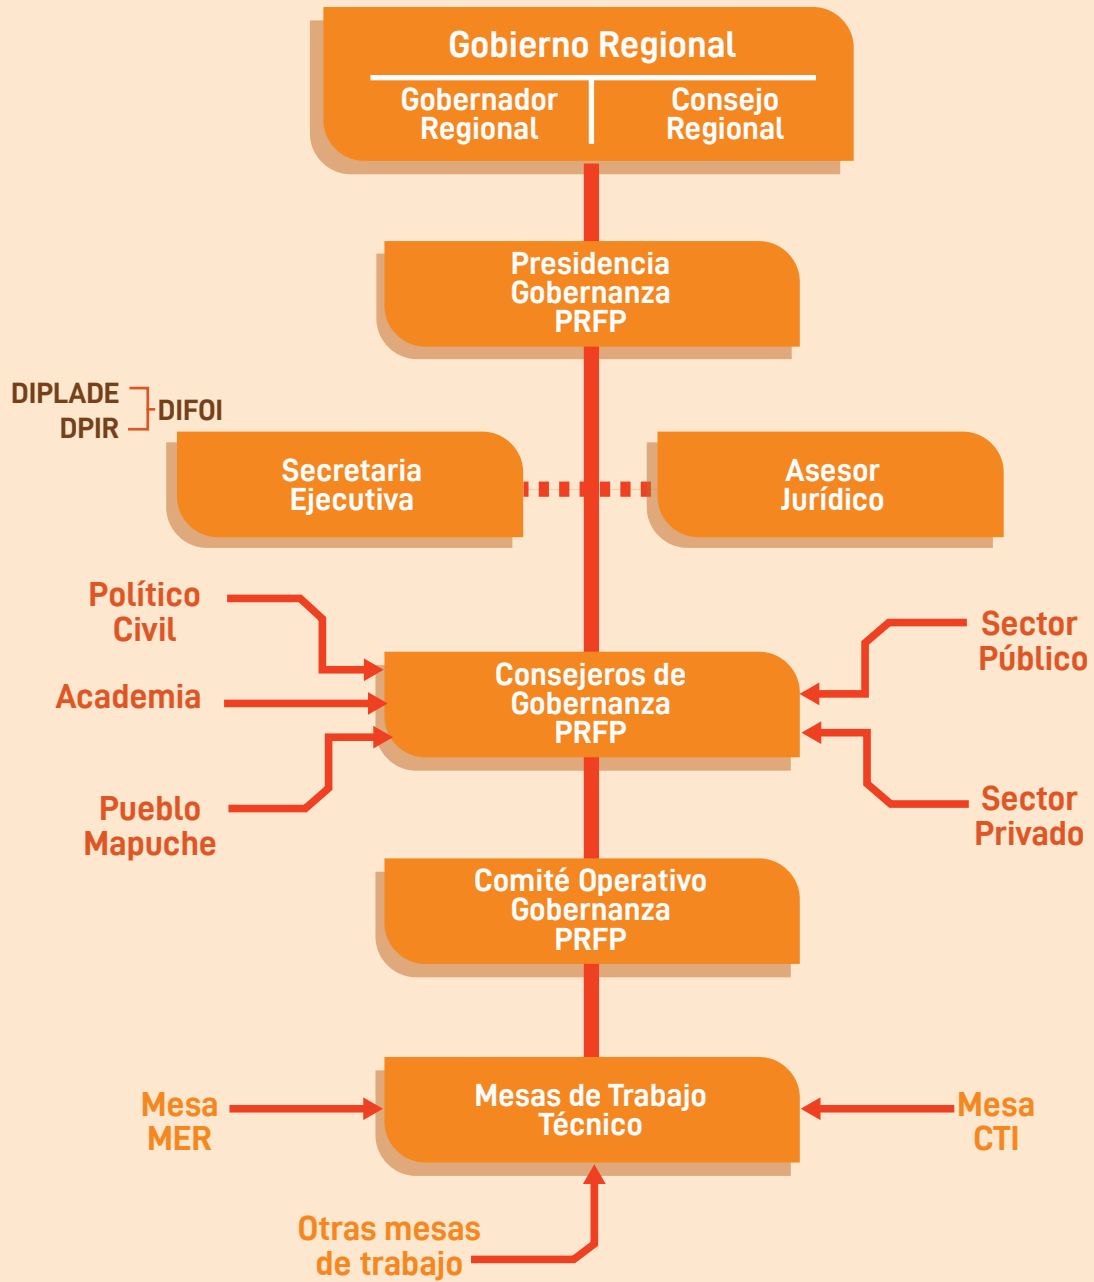 Gobierno Regional
Gobernador
Regional
Consejo
Regional
Presidencia
Gobernanza
PRFP
DIPLADE
DPIR
DIFOI
Secretaria
Ejecutiva
Asesor
Jurídico
Político
Civil
Academia
Pueblo
Mapuche
Consejeros de
Gobernanza
PRFP
Sector
Público
Sector
Privado
Comité Operativo
Gobernanza
PRFP
Mesa
MER
Mesas de Trabajo
Técnico
Mesa
CTI
Otras mesas
de trabajo